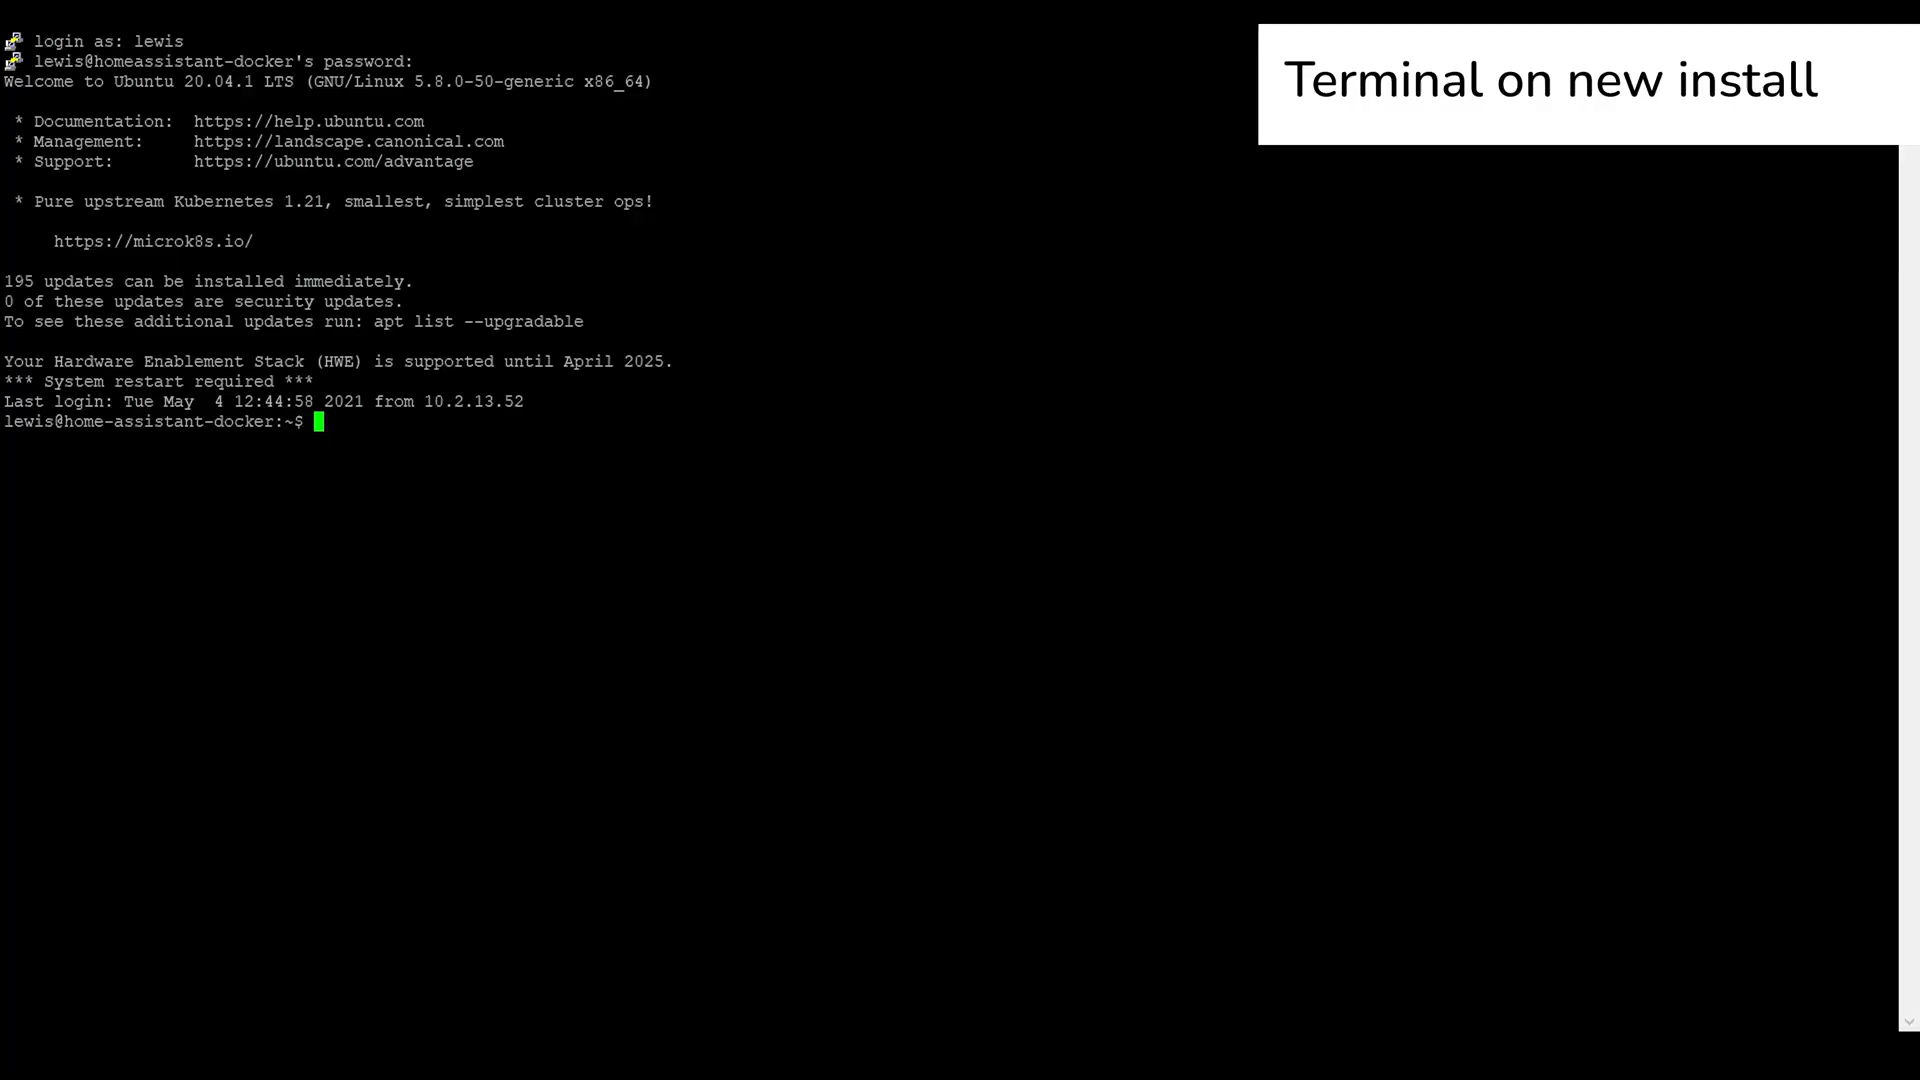 login as: lewis
lewis@homeassistant-docker's password:
Welcome to Ubuntu 20.04.1 LTS (GNU/Linux 5.8.0-50-generic x86_64)
* Documentation:  https://help.ubuntu.com
* Management:     https://landscape.canonical.com
* Support:        https://ubuntu.com/advantage
* Pure upstream Kubernetes 1.21, smallest, simplest cluster ops!
https://microk8s.io/
195 updates can be installed immediately.
0 of these updates are security updates.
To see these additional updates run: apt list --upgradable
Your Hardware Enablement Stack (HWE) is supported until April 2025.
*** System restart required ***
Last login: Tue May  4 12:44:58 2021 from 10.2.13.52
lewis@home-assistant-docker:~$
Terminal on new install